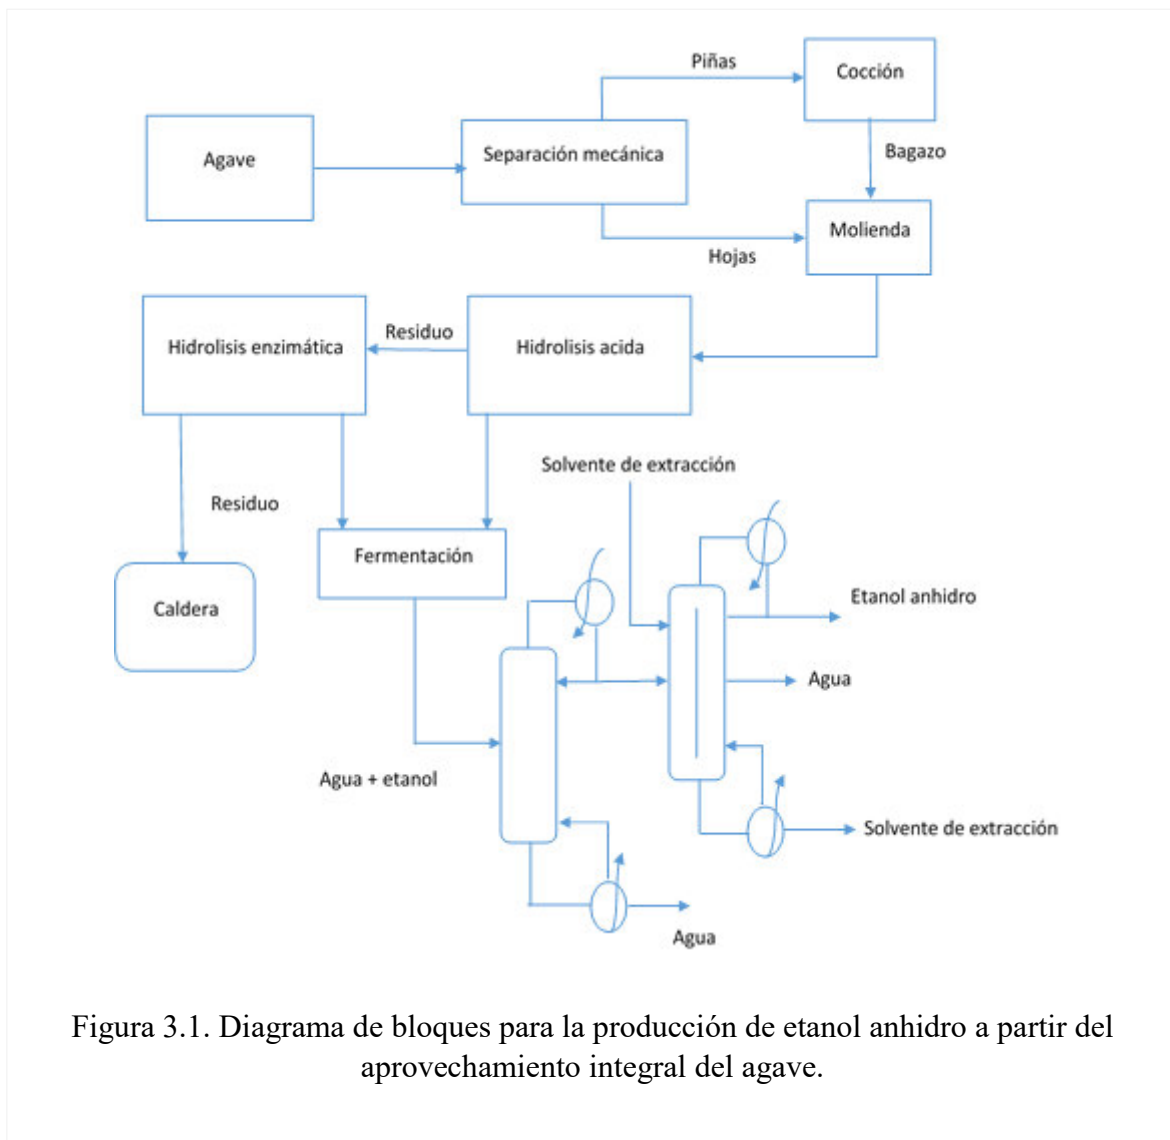 Piñas
Cocción
Agave
Separación mecánica
Bagazo
Molienda
Hojas
Hidrolisis enzimática
Residuo
Hidrolisis acida
Solvente de extracción
Residuo
Fermentación
Caldera
Etanol anhidro
Agua
Agua + etanol
Solvente de extracción
Agua
Figura 3.1. Diagrama de bloques para la producción de etanol anhidro a partir del
aprovechamiento integral del agave.